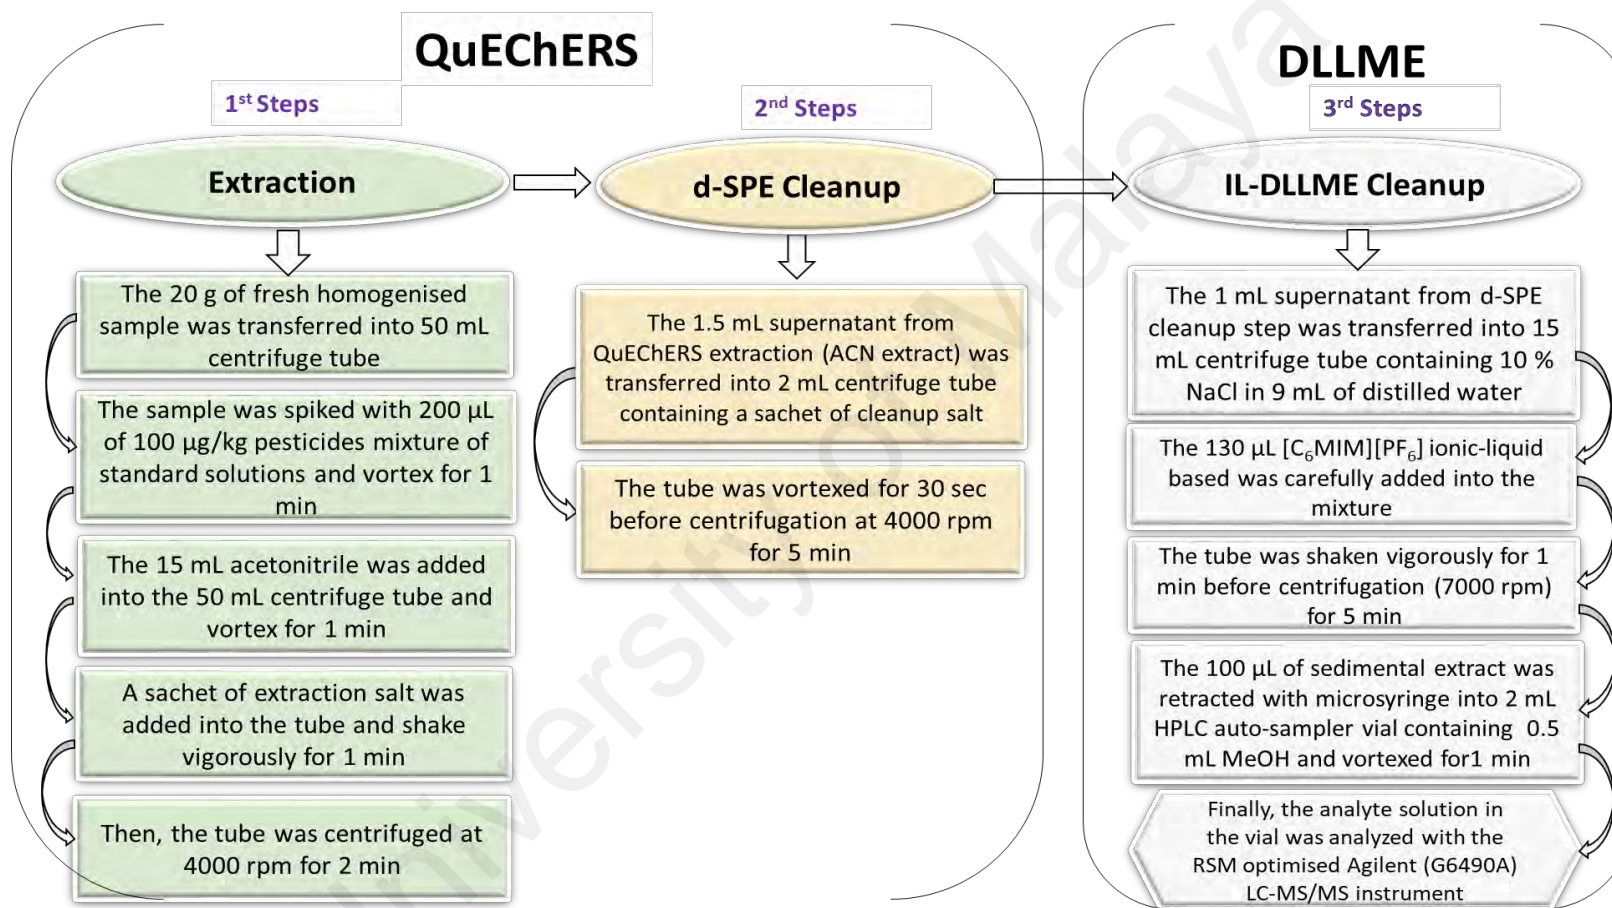 QuEChERS
1st Steps
Extraction
The 20 g of fresh homogenised
sample was transferred into 50 mL
centrifuge tube
The sample was spiked with 200 µL
of 100 µg/kg pesticides mixture of
standard solutions and vortex for 1
min
The 15 mL acetonitrile was added
into the 50 mL centrifuge tube and
vortex for 1 min
A sachet of extraction salt was
added into the tube and shake
vigorously for 1 min
Then, the tube was centrifuged at
4000 rpm for 2 min
2nd Steps
d-SPE Cleanup
The 1.5 mL supernatant from
QuEChERS extraction (ACN extract) was
transferred into 2 mL centrifuge tube
containing a sachet of cleanup salt
The tube was vortexed for 30 sec
before centrifugation at 4000 rpm
for 5 min
DLLME
3rd Steps
IL-DLLME Cleanup
The 1 mL supernatant from d-SPE
cleanup step was transferred into 15
mL centrifuge tube containing 10 %
NaCl in 9 mL of distilled water
The 130 µL [C6MIM][PF6] ionic-liquid
based was carefully added into the
mixture
The tube was shaken vigorously for 1
min before centrifugation (7000 rpm)
for 5 min
The 100 µL of sedimental extract was
retracted with microsyringe into 2 mL
HPLC auto-sampler vial containing 0.5
mL MeOH and vortexed for1 min
Finally, the analyte solution in
the vial was analyzed with the
RSM optimised Agilent (G6490A)
LC-MS/MS instrument
University of Malaya